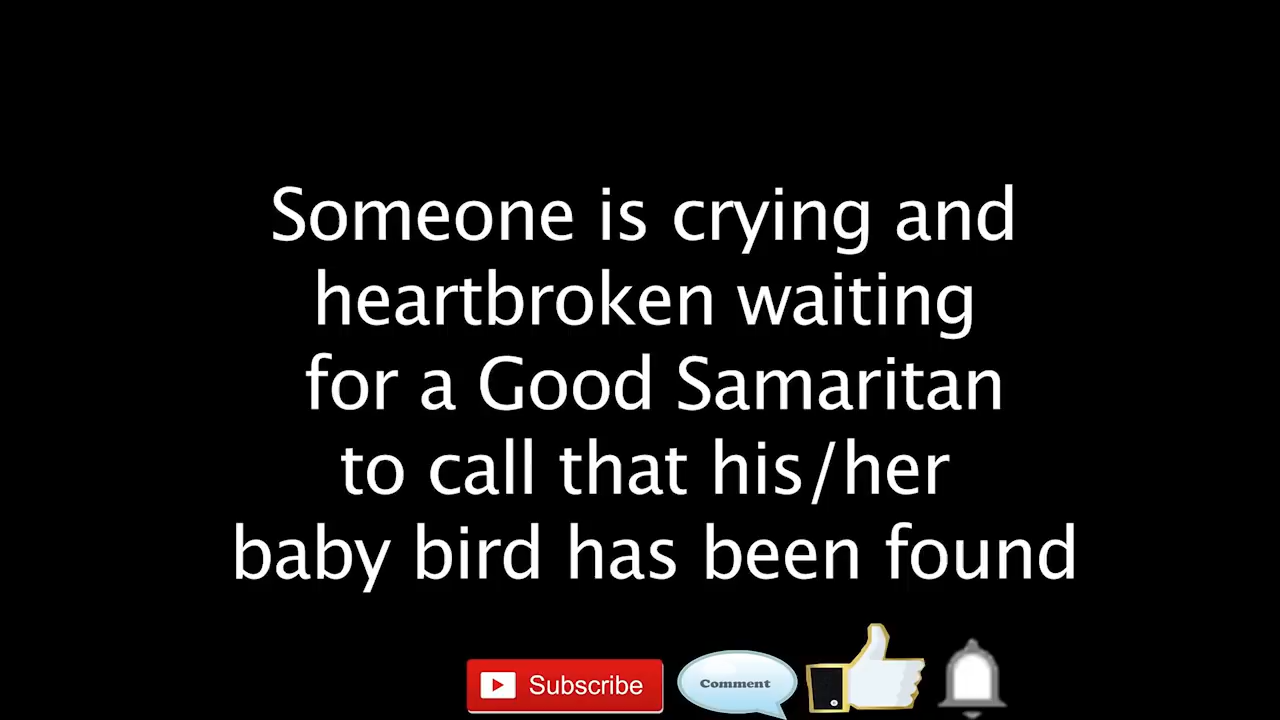 Someone is crying and
heartbroken waiting
for a Good Samaritan
to call that his/her
baby bird has been found
Subscribe
Comment